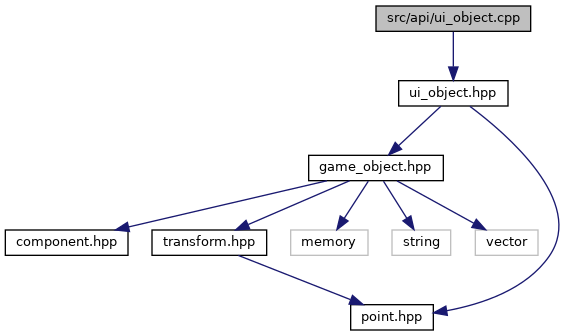 src/api/ui_object.cpp
ui_object.hpp
game_object.hpp
component.hpp
transform.hpp
memory
string
vector
point.hpp